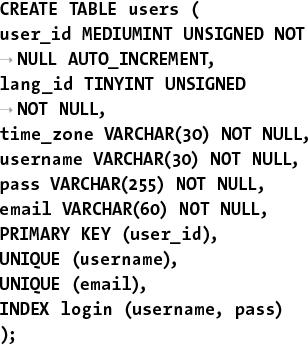 CREATE TABLE users (
user_id MEDIUMINT UNSIGNED NOT
→ NULL AUTO_INCREMENT,
lang_id TINYINT UNSIGNED
→ NOT NULL,
time_zone VARCHAR(30) NOT NULL,
username VARCHAR(30) NOT NULL,
pass VARCHAR(255) NOT NULL,
email VARCHAR(60) NOT NULL,
PRIMARY KEY (user_id),
UNIQUE (username),
UNIQUE (email),
INDEX login (username, pass)
);